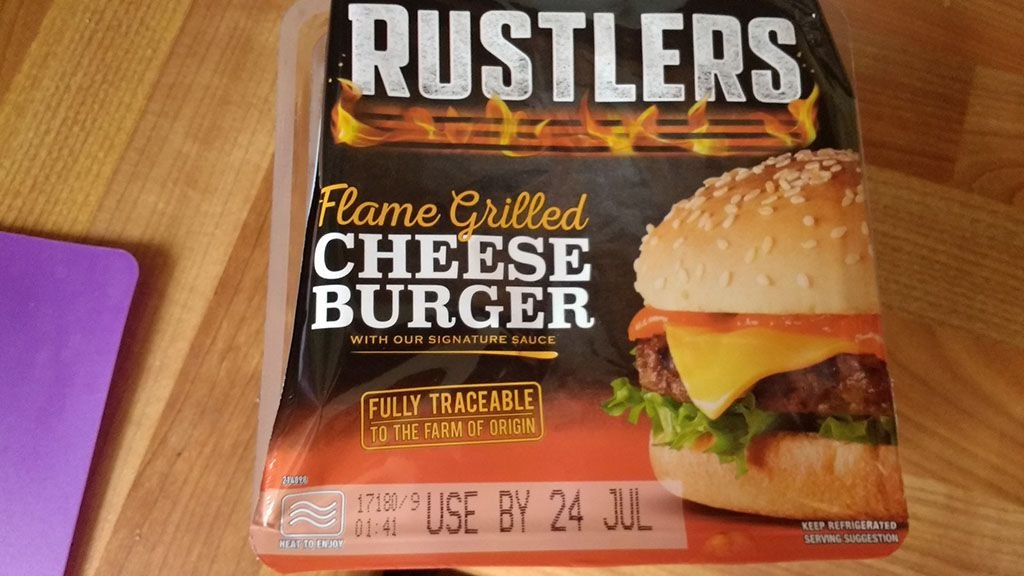 RUSTLERS
Flame Grilled
CHEESE
BURGER
WITH OUR SIGNATURE SAUCE
FULLY TRACEABLE
TO THE FARM OF ORIGIN
HEAT TO ENJOY
17180/9
01:41
USE BY 24 JUL
KEEP REFRIGERATED
SERVING SUGGESTION